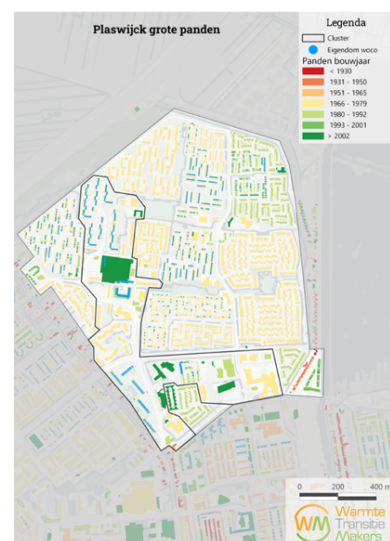 Plaswijck grote panden
Legenda
Cluster
Eigendom woco
Panden bouwjaar
< 1930
1931 - 1950
1951 - 1965
1966 - 1979
1980 - 1992
1993 - 2001
> 2002
0 200 400 m
WM Warmte
Transitie
Makers